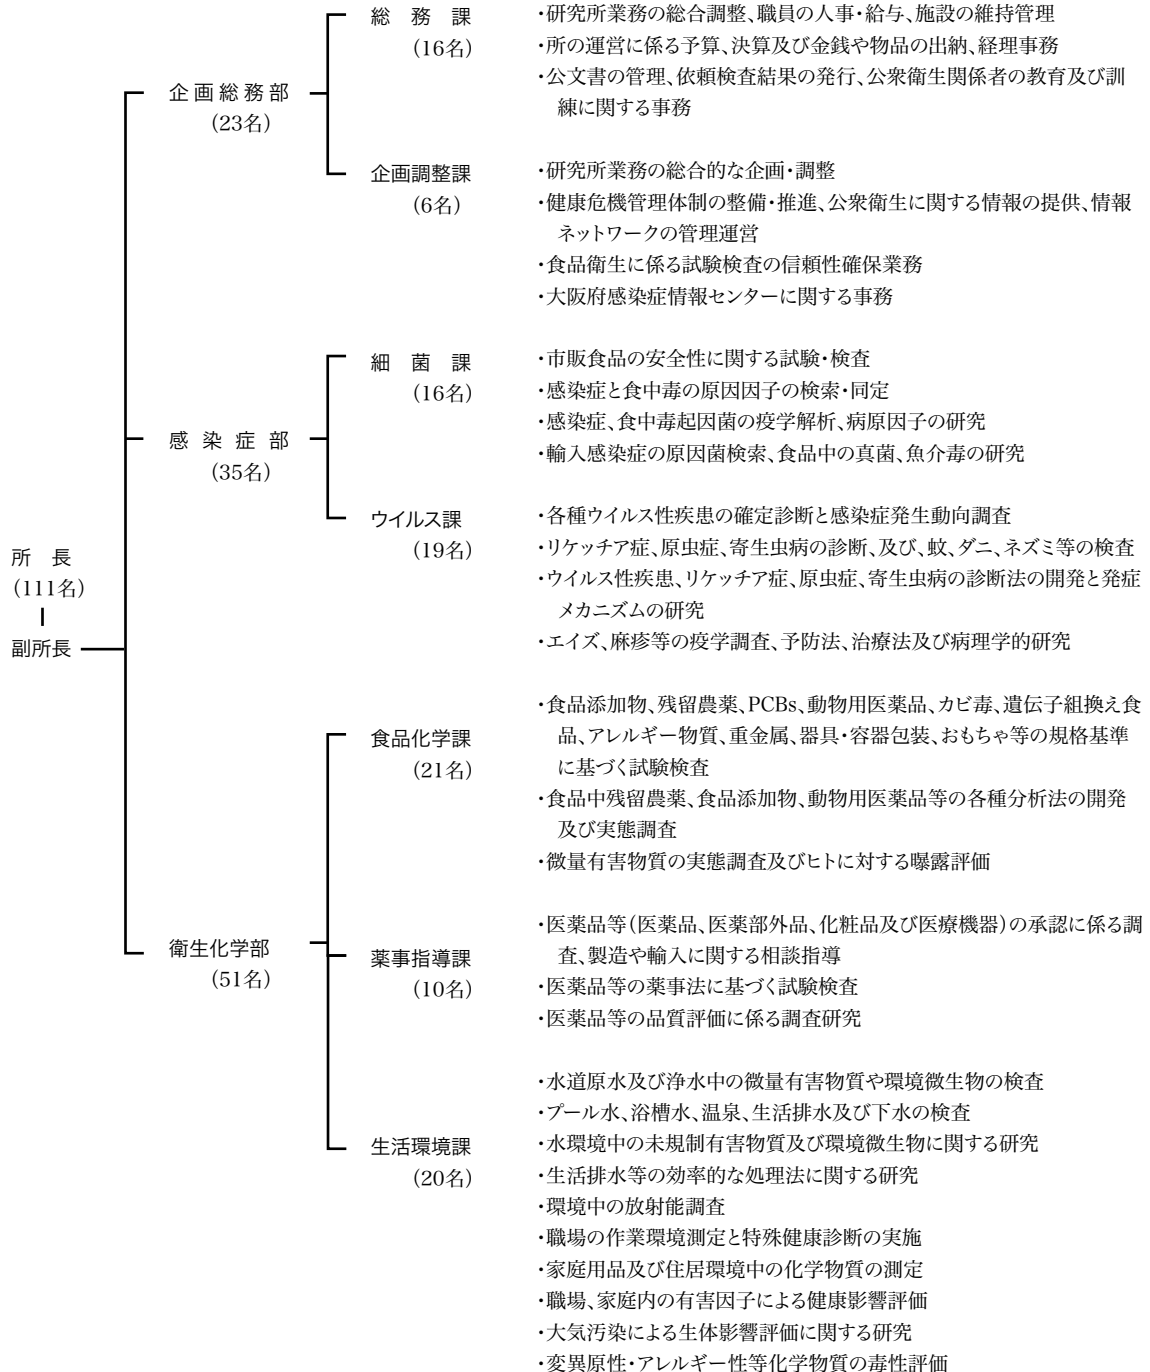 所　長
(111名)
副所長
企画総務部
(23名)
総　務　課
(16名)
・研究所業務の総合調整、職員の人事・給与、施設の維持管理
・所の運営に係る予算、決算及び金銭や物品の出納、経理事務
・公文書の管理、依頼検査結果の発行、公衆衛生関係者の教育及び訓
練に関する事務
企画調整課
(6名)
・研究所業務の総合的な企画・調整
・健康危機管理体制の整備・推進、公衆衛生に関する情報の提供、情報
ネットワークの管理運営
・食品衛生に係る試験検査の信頼性確保業務
・大阪府感染症情報センターに関する事務
感 染 症 部
(35名)
細　菌　課
(16名)
・市販食品の安全性に関する試験・検査
・感染症と食中毒の原因因子の検索・同定
・感染症、食中毒起因菌の疫学解析、病原因子の研究
・輸入感染症の原因菌検索、食品中の真菌、魚介毒の研究
ウイルス課
(19名)
・各種ウイルス性疾患の確定診断と感染症発生動向調査
・リケッチア症、原虫症、寄生虫病の診断、及び、蚊、ダニ、ネズミ等の検査
・ウイルス性疾患、リケッチア症、原虫症、寄生虫病の診断法の開発と発症
メカニズムの研究
・エイズ、麻疹等の疫学調査、予防法、治療法及び病理学的研究
衛生化学部
(51名)
食品化学課
(21名)
・食品添加物、残留農薬、PCBs、動物用医薬品、カビ毒、遺伝子組換え食
品、アレルギー物質、重金属、器具・容器包装、おもちゃ等の規格基準
に基づく試験検査
・食品中残留農薬、食品添加物、動物用医薬品等の各種分析法の開発
及び実態調査
・微量有害物質の実態調査及びヒトに対する曝露評価
薬事指導課
(10名)
・医薬品等(医薬品、医薬部外品、化粧品及び医療機器)の承認に係る調
査、製造や輸入に関する相談指導
・医薬品等の薬事法に基づく試験検査
・医薬品等の品質評価に係る調査研究
生活環境課
(20名)
・水道原水及び浄水中の微量有害物質や環境微生物の検査
・プール水、浴槽水、温泉、生活排水及び下水の検査
・水環境中の未規制有害物質及び環境微生物に関する研究
・生活排水等の効率的な処理法に関する研究
・環境中の放射能調査
・職場の作業環境測定と特殊健康診断の実施
・家庭用品及び住居環境中の化学物質の測定
・職場、家庭内の有害因子による健康影響評価
・大気汚染による生体影響評価に関する研究
・変異原性・アレルギー性等化学物質の毒性評価